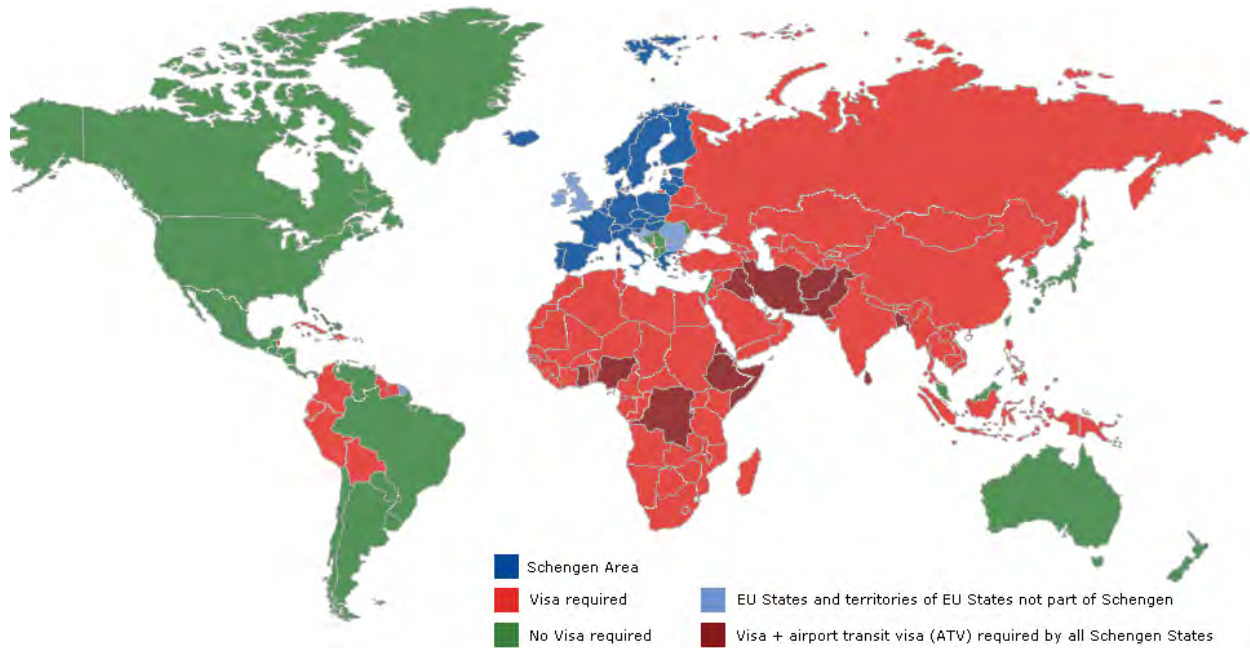 Schengen Area
Visa required
EU States and territories of EU States not part of Schengen
No Visa required
Visa + airport transit visa (ATV) required by all Schengen States